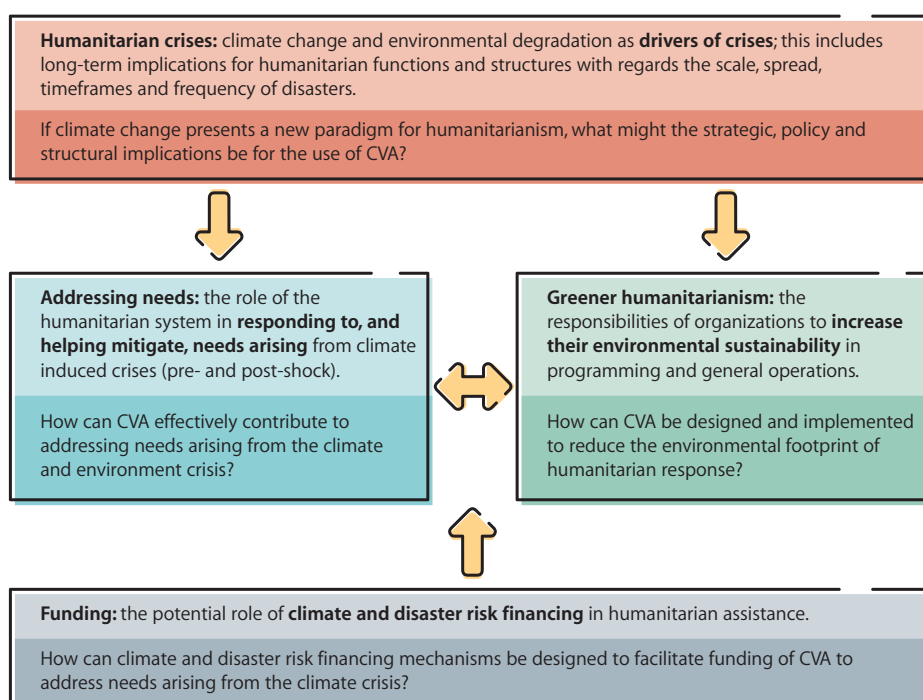 Humanitarian crises: climate change and environmental degradation as drivers of crises; this includes
long-term implications for humanitarian functions and structures with regards the scale, spread,
timeframes and frequency of disasters.
If climate change presents a new paradigm for humanitarianism, what might the strategic, policy and
structural implications be for the use of CVA?
Addressing needs: the role of the
humanitarian system in responding to, and
helping mitigate, needs arising from climate
induced crises (pre- and post-shock).
How can CVA effectively contribute to
addressing needs arising from the climate
and environment crisis?
Greener humanitarianism: the
responsibilities of organizations to increase
their environmental sustainability in
programming and general operations.
How can CVA be designed and implemented
to reduce the environmental footprint of
humanitarian response?
Funding: the potential role of climate and disaster risk financing in humanitarian assistance.
How can climate and disaster risk financing mechanisms be designed to facilitate funding of CVA to
address needs arising from the climate crisis?